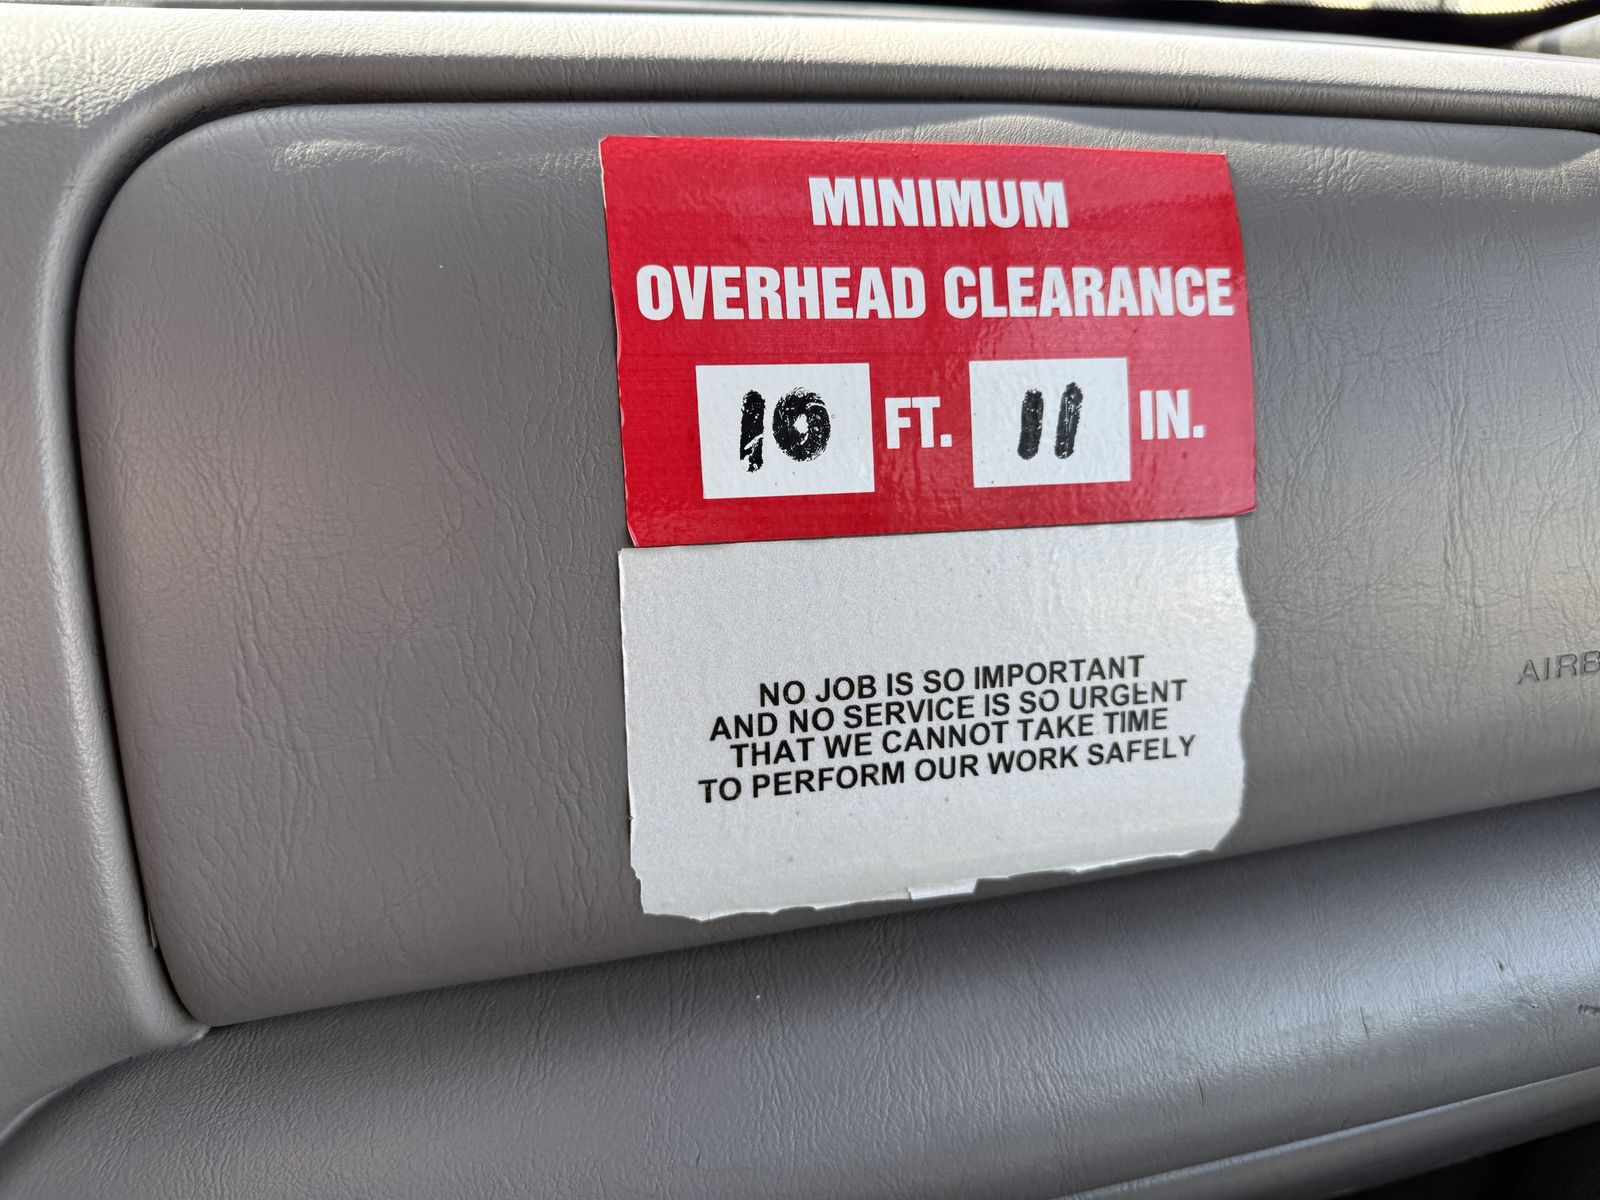 MINIMUM
OVERHEAD CLEARANCE
10 FT. 11 IN.
NO JOB IS SO IMPORTANT
AND NO SERVICE IS SO URGENT
THAT WE CANNOT TAKE TIME
TO PERFORM OUR WORK SAFELY